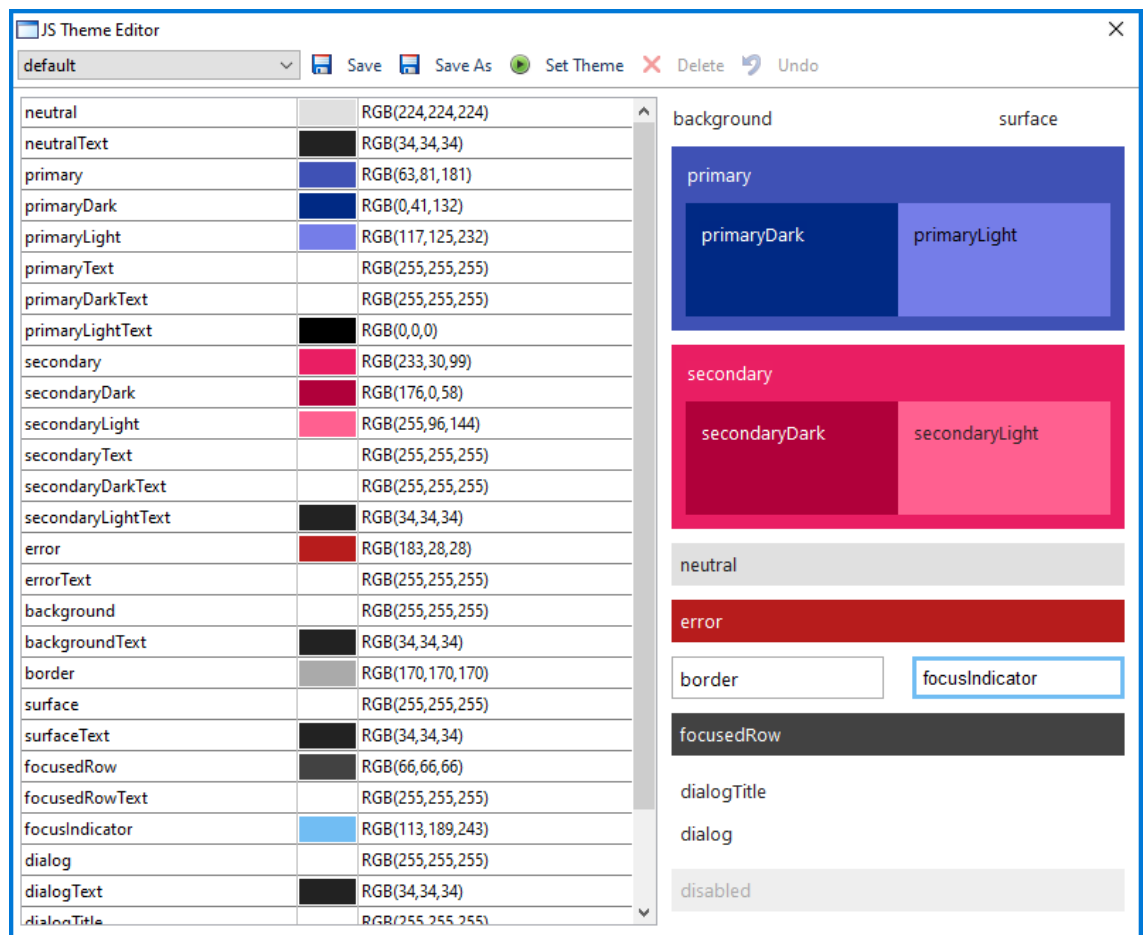 JS Theme Editor
default Save Save As Set Theme Delete Undo
neutral RGB(224,224,224)
neutralText RGB(34,34,34)
primary RGB(63,81,181)
primaryDark RGB(0,41,132)
primaryLight RGB(117,125,232)
primaryText RGB(255,255,255)
primaryDarkText RGB(255,255,255)
primaryLightText RGB(0,0,0)
secondary RGB(233,30,99)
secondaryDark RGB(176,0,58)
secondaryLight RGB(255,96,144)
secondaryText RGB(255,255,255)
secondaryDarkText RGB(255,255,255)
secondaryLightText RGB(34,34,34)
error RGB(183,28,28)
errorText RGB(255,255,255)
background RGB(255,255,255)
backgroundText RGB(34,34,34)
border RGB(170,170,170)
surface RGB(255,255,255)
surfaceText RGB(34,34,34)
focusedRow RGB(66,66,66)
focusedRowText RGB(255,255,255)
focusIndicator RGB(113,189,243)
dialog RGB(255,255,255)
dialogText RGB(34,34,34)
dialogTitle RGB(255,255,255)
background surface
primary
primaryDark primaryLight
secondary
secondaryDark secondaryLight
neutral
error
border focusIndicator
focusedRow
dialogTitle
dialog
disabled